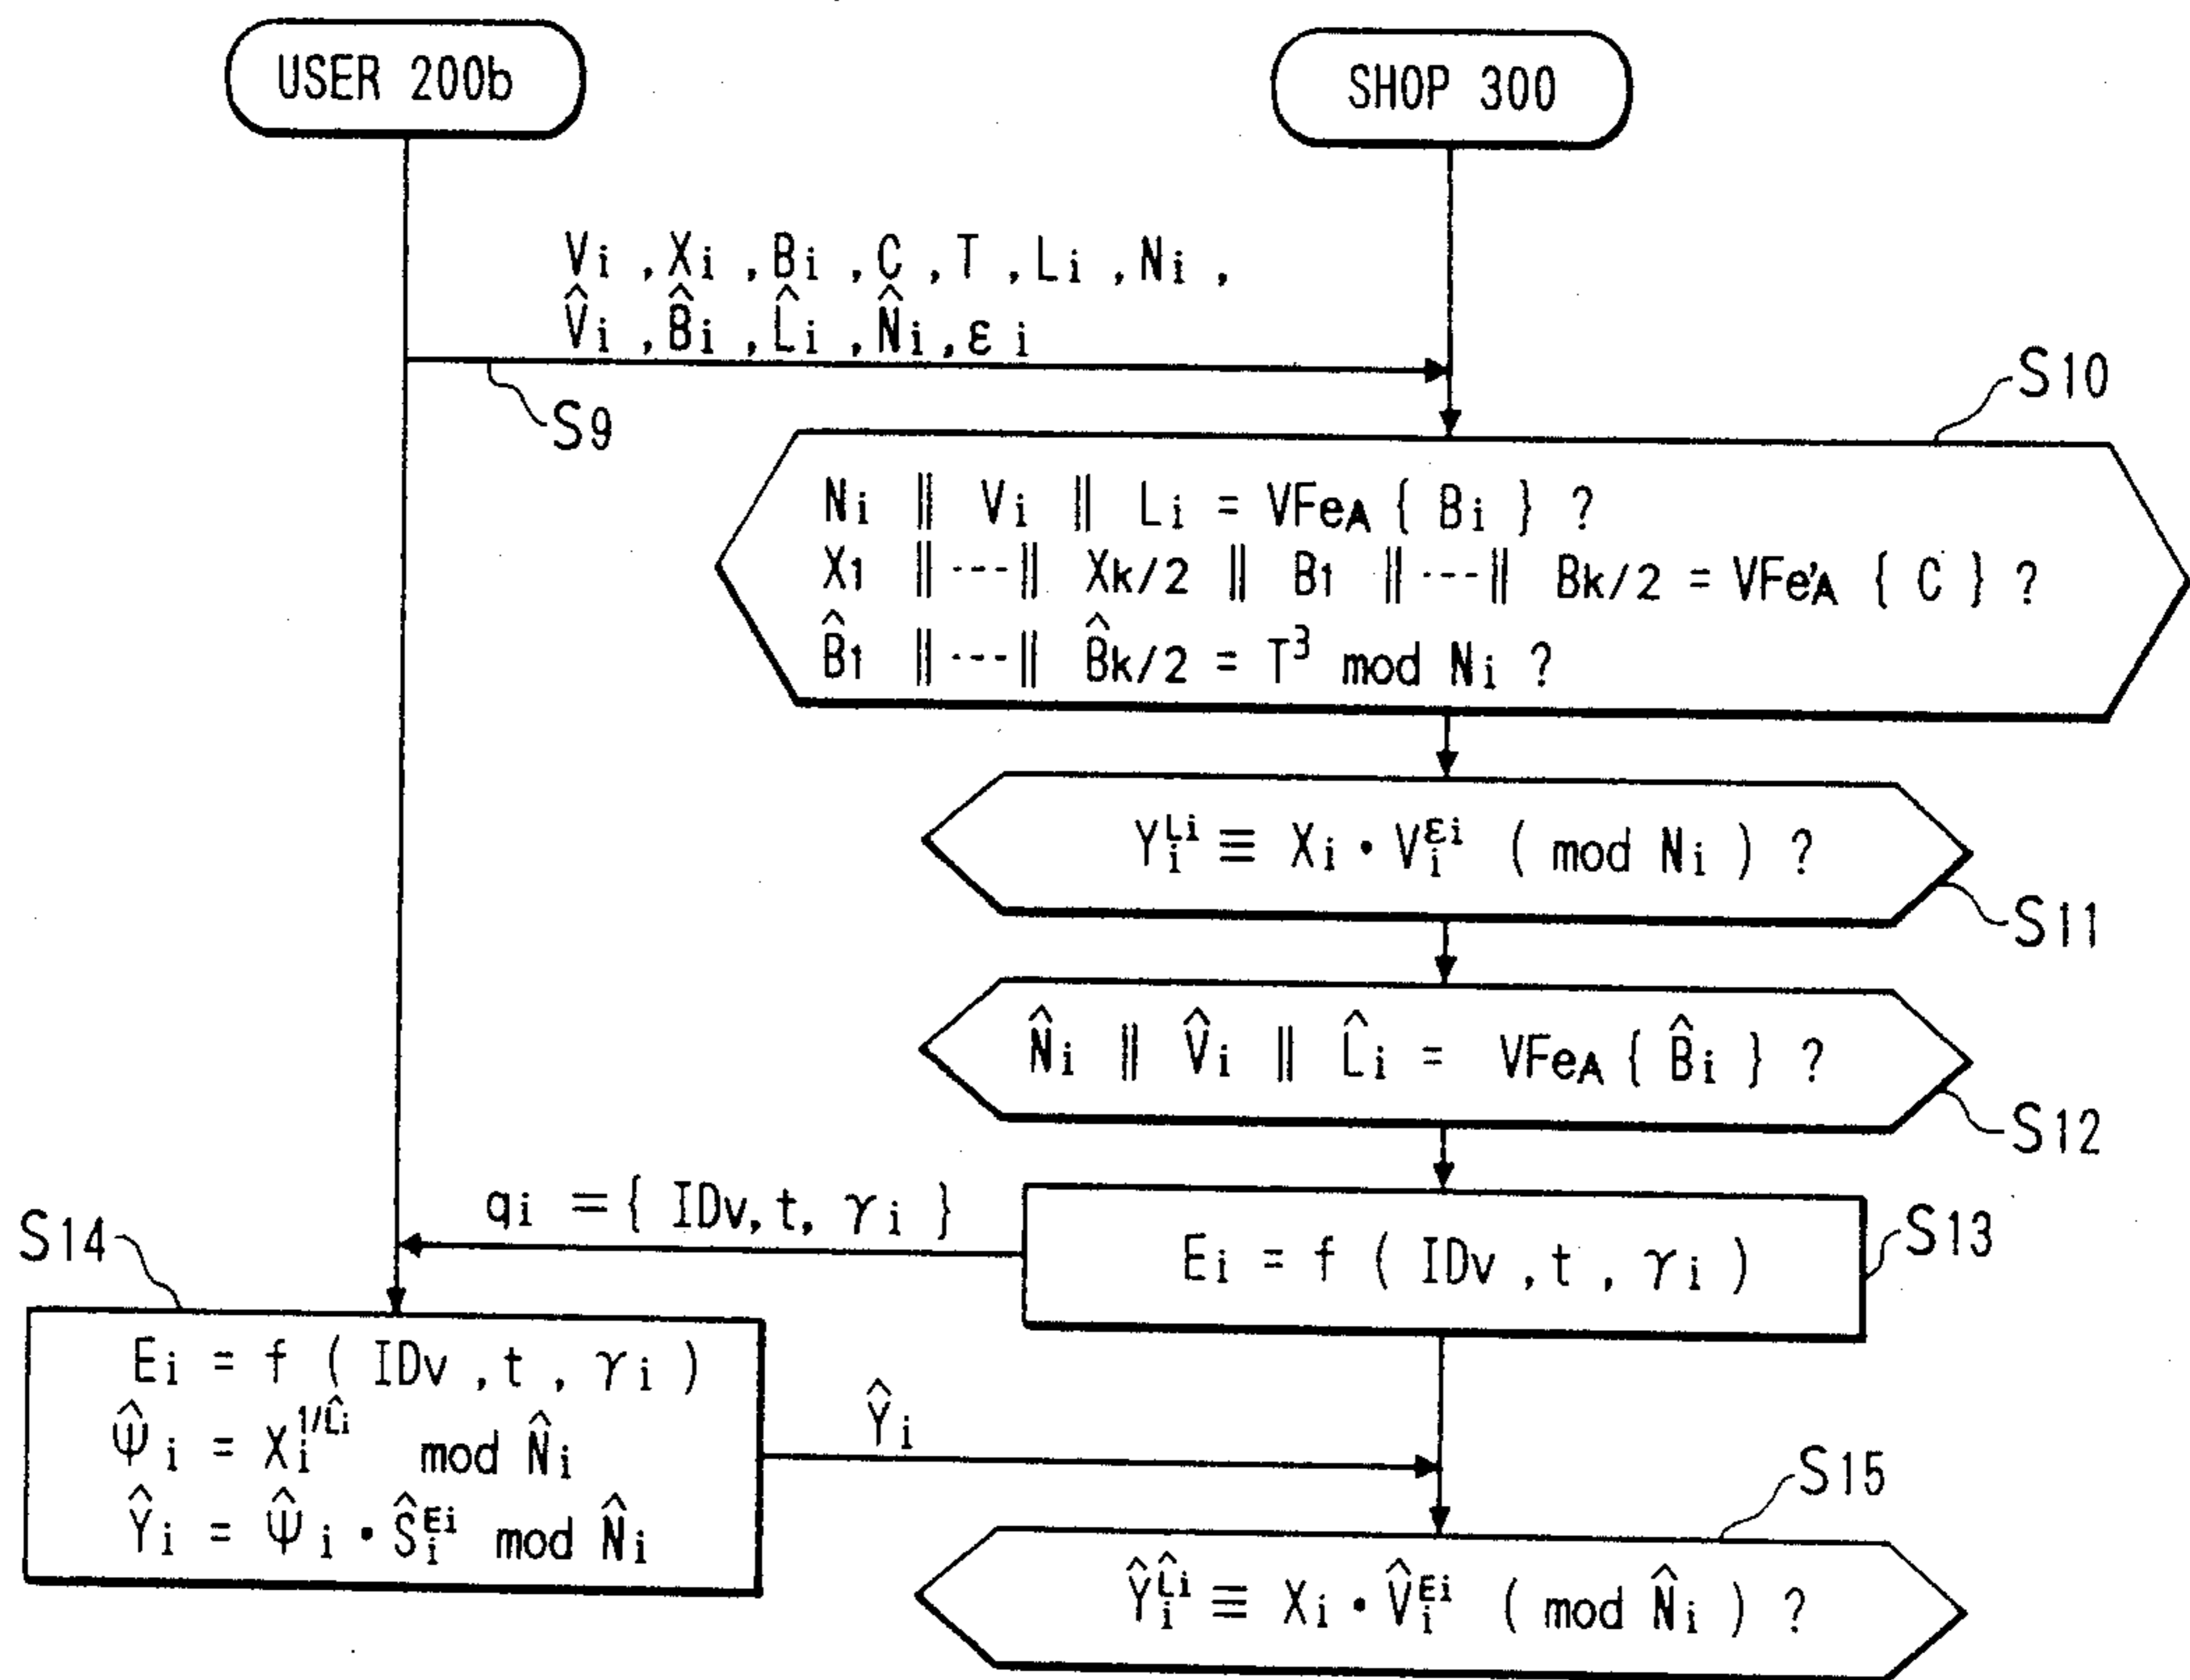 USER 200b
SHOP 300
Vi , Xi , Bi , C , T , Li , Ni ,
V̂i , B̂i , L̂i , N̂i , εi
S9
S10
Ni ‖ Vi ‖ Li = VFeA { Bi } ?
X1 ‖---‖ Xk/2 ‖ B1 ‖---‖ Bk/2 = VFe'A { C } ?
B̂1 ‖---‖ B̂k/2 = T³ mod Ni ?
Yi^Li ≡ Xi • Vi^εi ( mod Ni ) ?
S11
N̂i ‖ V̂i ‖ L̂i = VFeA { B̂i } ?
S12
qi = { IDv, t, γi }
Ei = f ( IDv , t , γi )
S13
S14
Ei = f ( IDv , t , γi )
Ψ̂i = Xi^1/L̂i mod N̂i
Ŷi = Ψ̂i • Ŝi^Ei mod N̂i
Ŷi
S15
Ŷi^L̂i ≡ Xi • V̂i^Ei ( mod N̂i ) ?